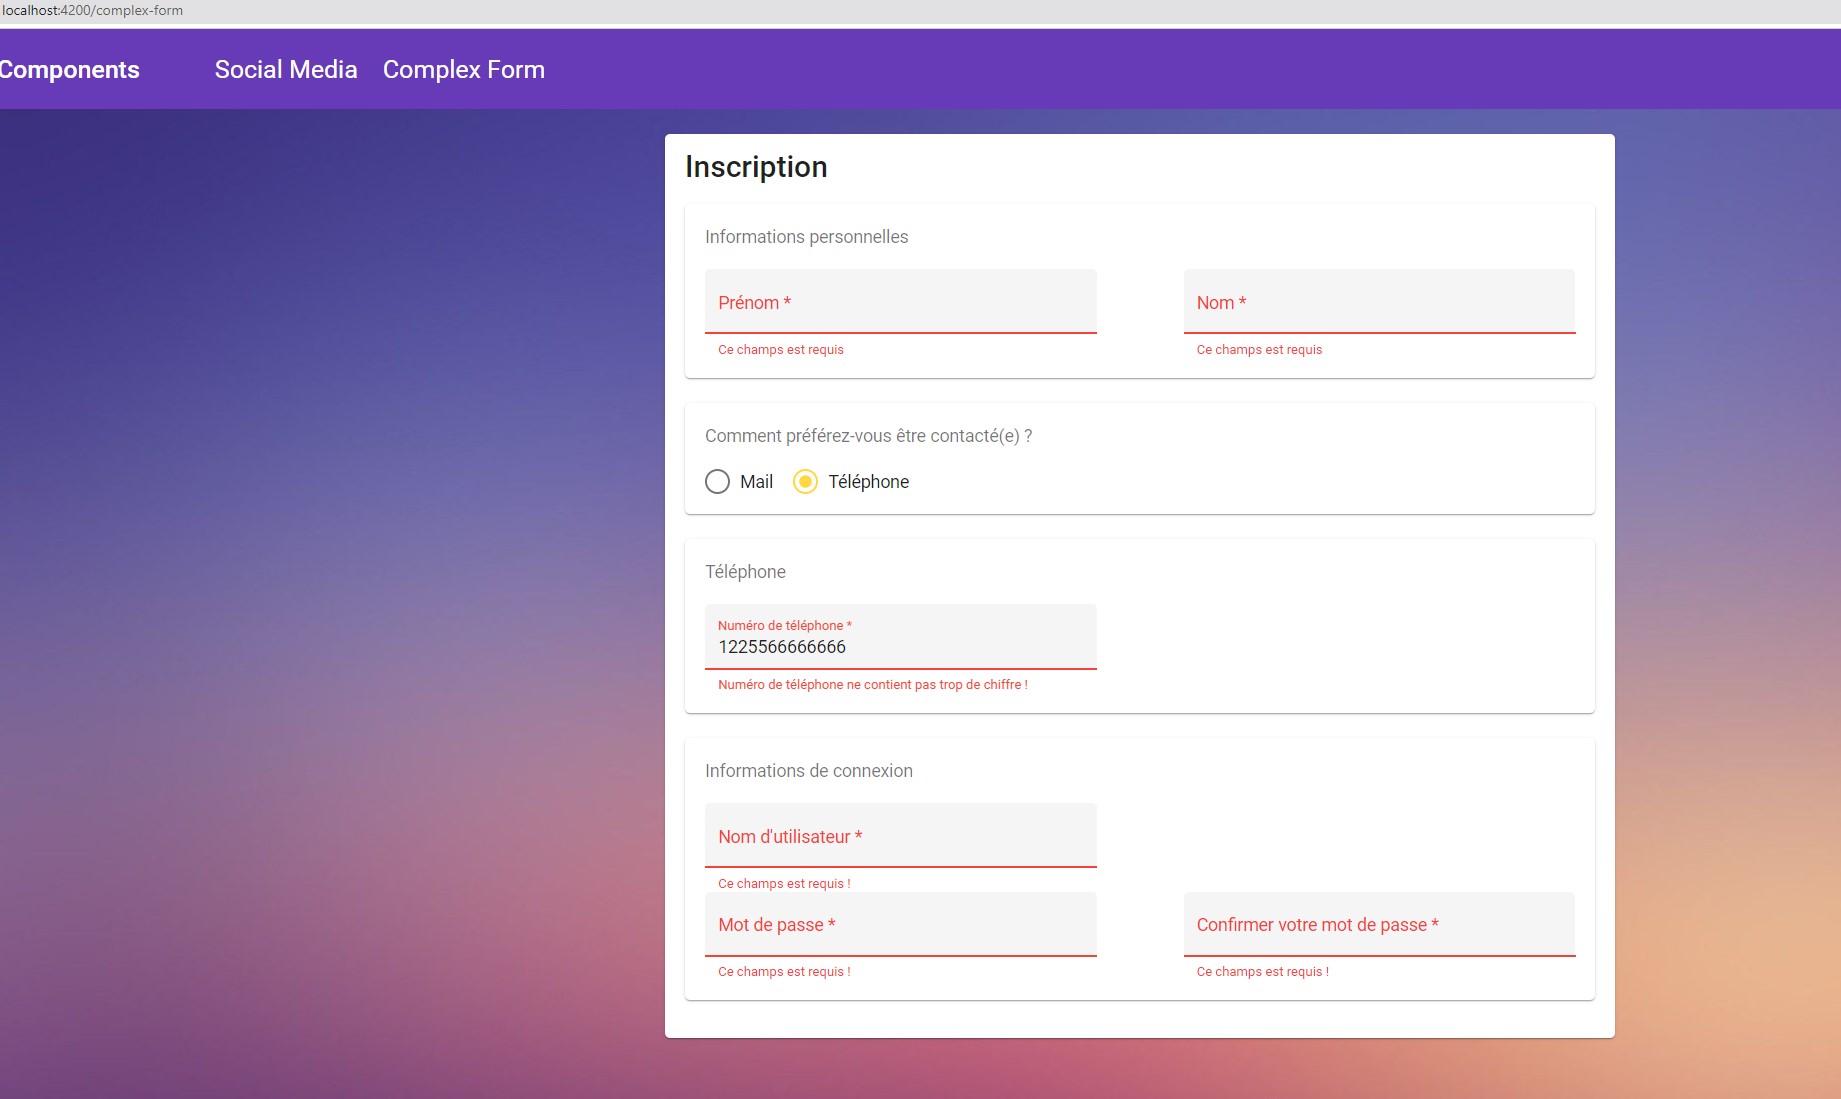 localhost:4200/complex-form
Components Social Media Complex Form
Inscription
Informations personnelles
Prénom * Nom *
Ce champs est requis Ce champs est requis
Comment préférez-vous être contacté(e) ?
Mail Téléphone
Téléphone
Numéro de téléphone *
1225566666666
Numéro de téléphone ne contient pas trop de chiffre !
Informations de connexion
Nom d'utilisateur *
Ce champs est requis !
Mot de passe * Confirmer votre mot de passe *
Ce champs est requis ! Ce champs est requis !